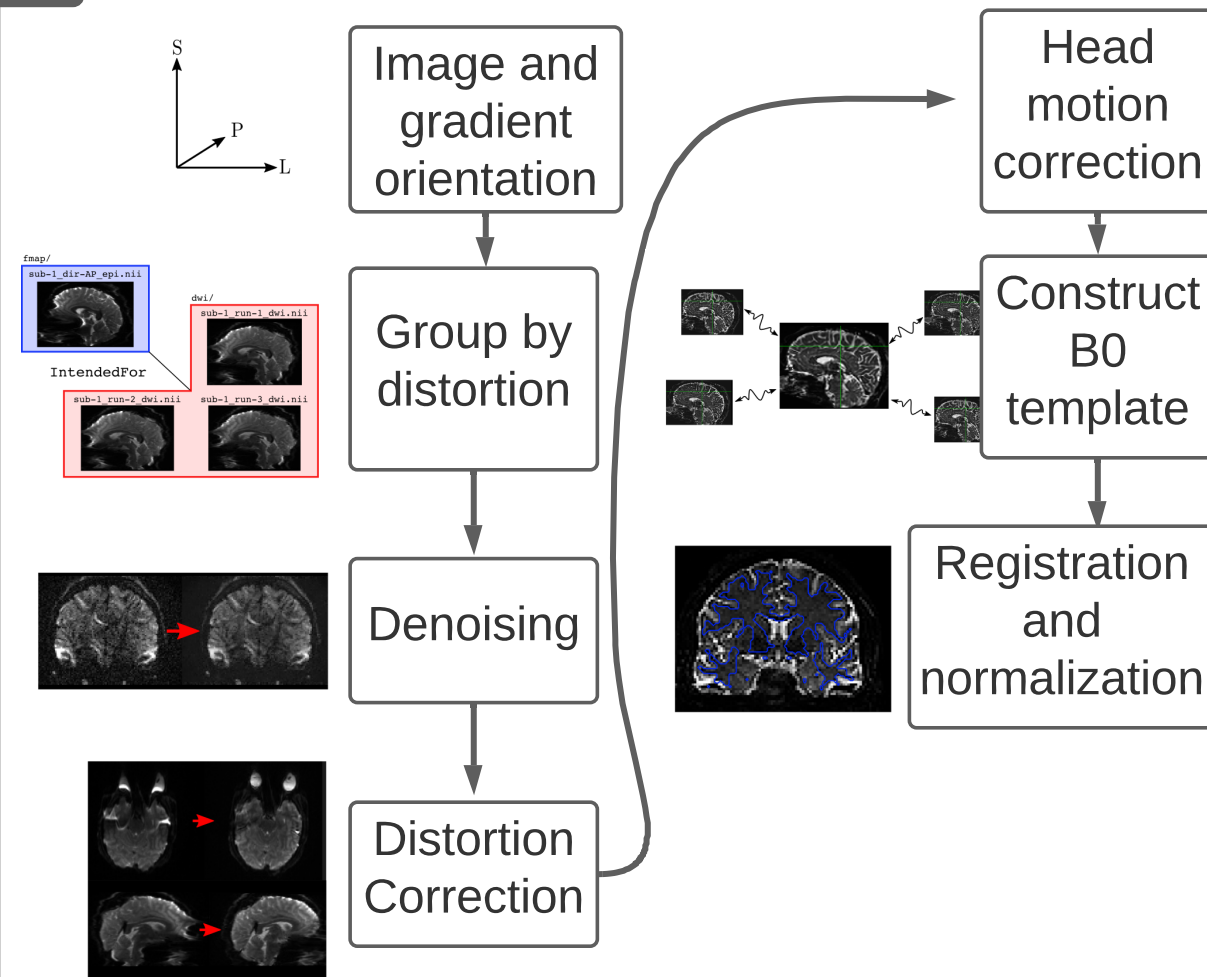 S
P
L
Image and
gradient
orientation
fmap/
sub-1_dir-AP_epi.nii
dwi/
sub-1_run-1_dwi.nii
IntendedFor
sub-1_run-2_dwi.nii
sub-1_run-3_dwi.nii
Group by
distortion
Denoising
Distortion
Correction
Head
motion
correction
Construct
B0
template
Registration
and
normalization